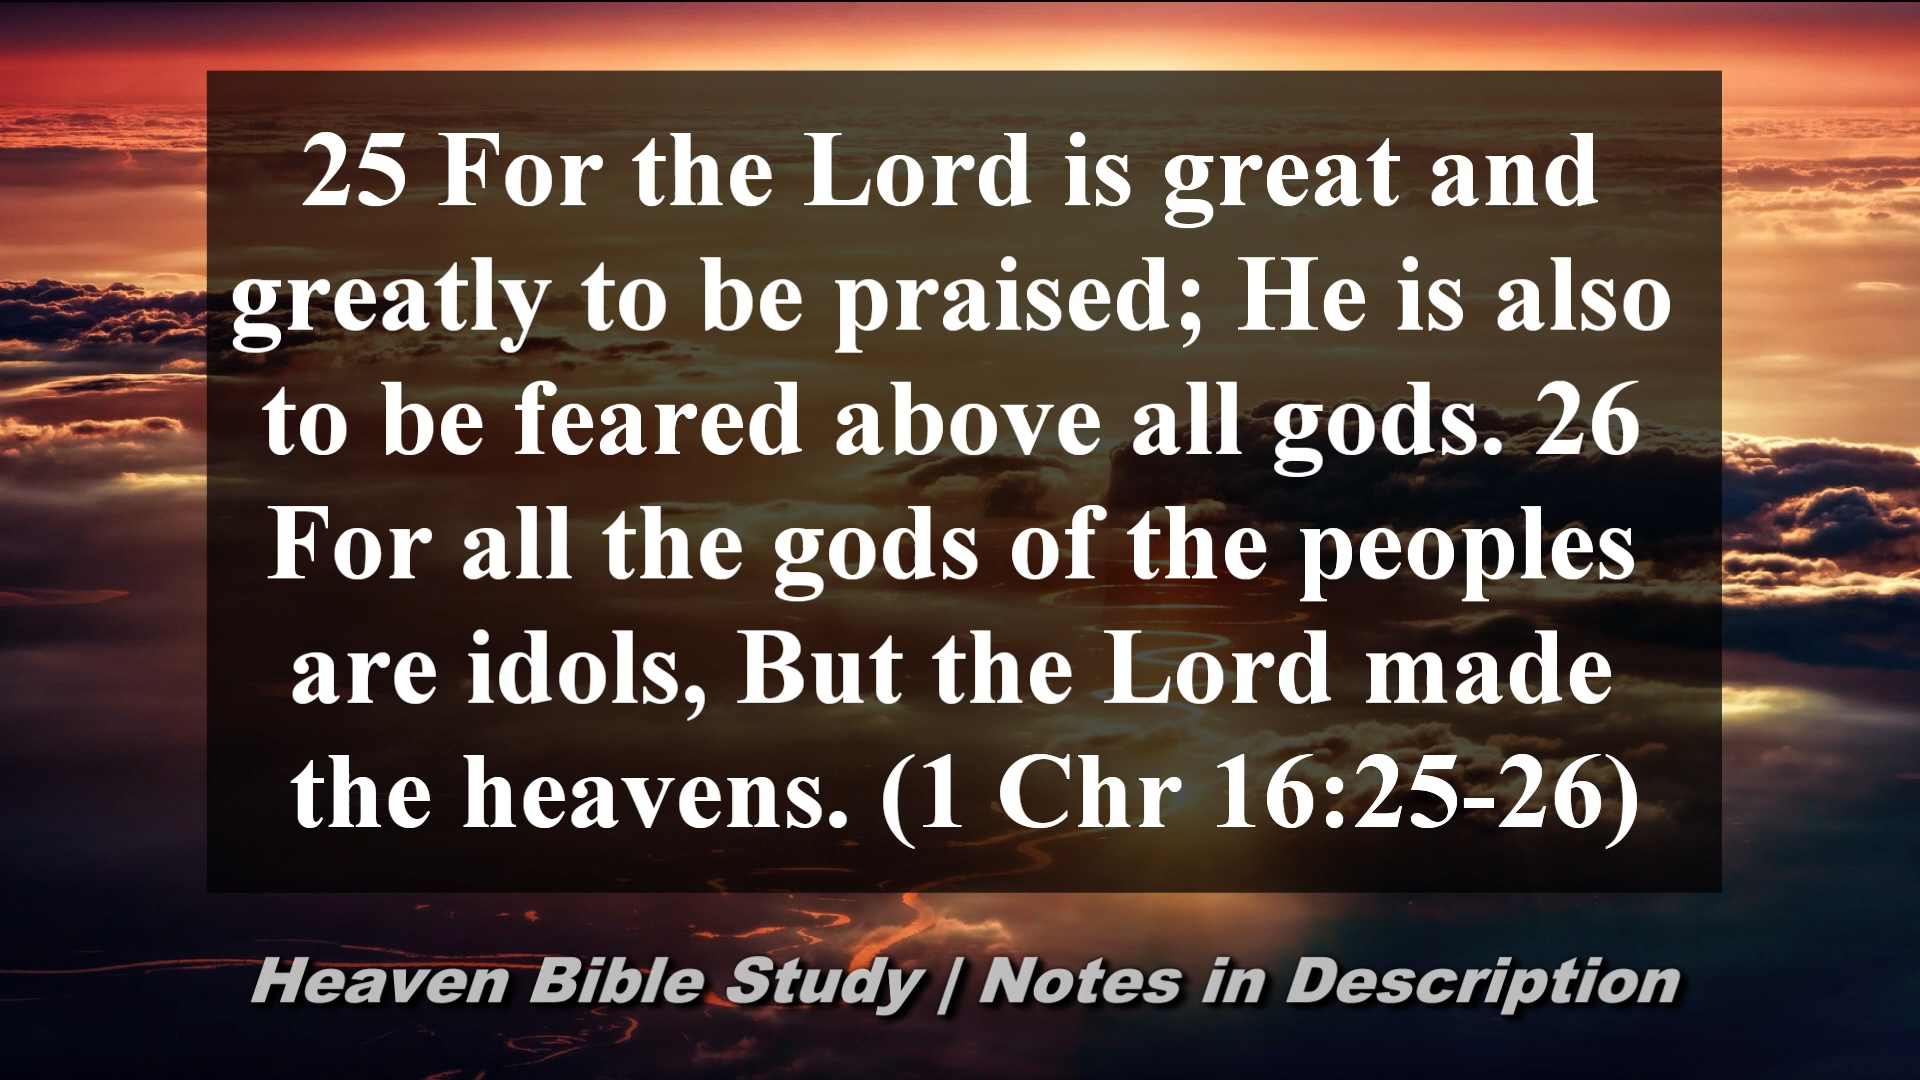 25 For the Lord is great and
greatly to be praised; He is also
to be feared above all gods. 26
For all the gods of the peoples
are idols, But the Lord made
the heavens. (1 Chr 16:25-26)
Heaven Bible Study | Notes in Description